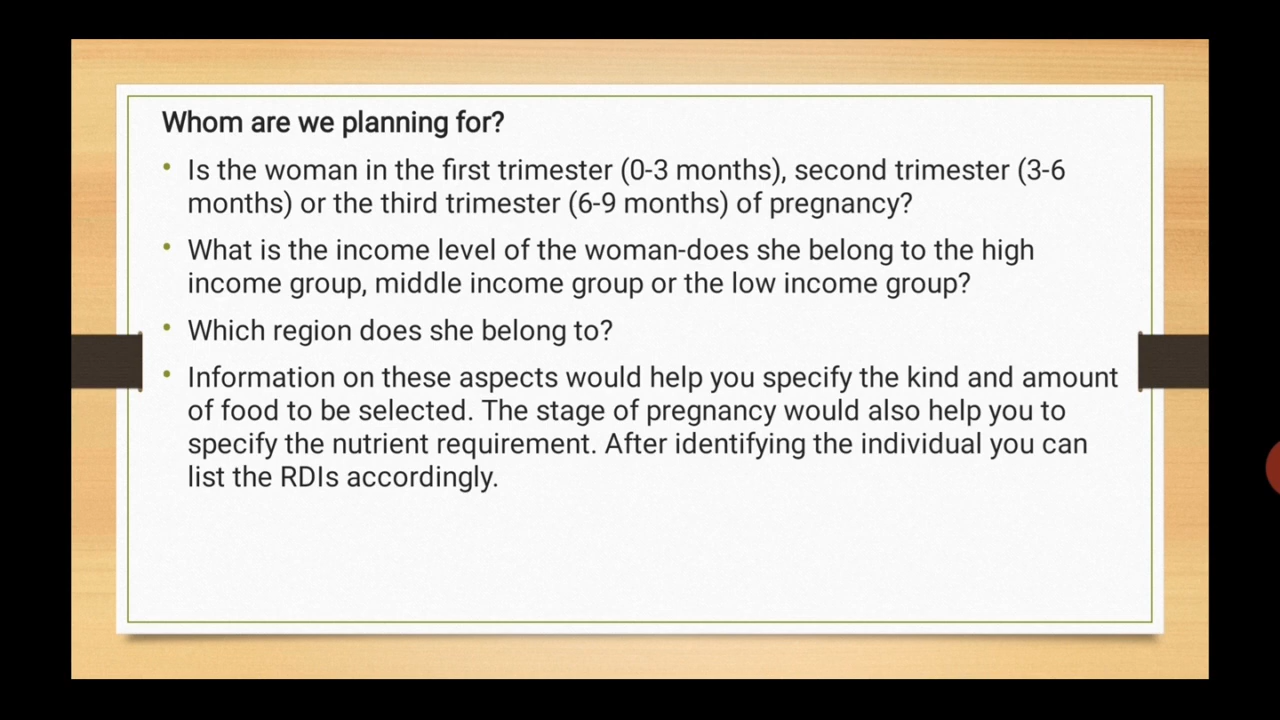 Whom are we planning for?
• Is the woman in the first trimester (0-3 months), second trimester (3-6
months) or the third trimester (6-9 months) of pregnancy?
• What is the income level of the woman-does she belong to the high
income group, middle income group or the low income group?
• Which region does she belong to?
• Information on these aspects would help you specify the kind and amount
of food to be selected. The stage of pregnancy would also help you to
specify the nutrient requirement. After identifying the individual you can
list the RDIs accordingly.